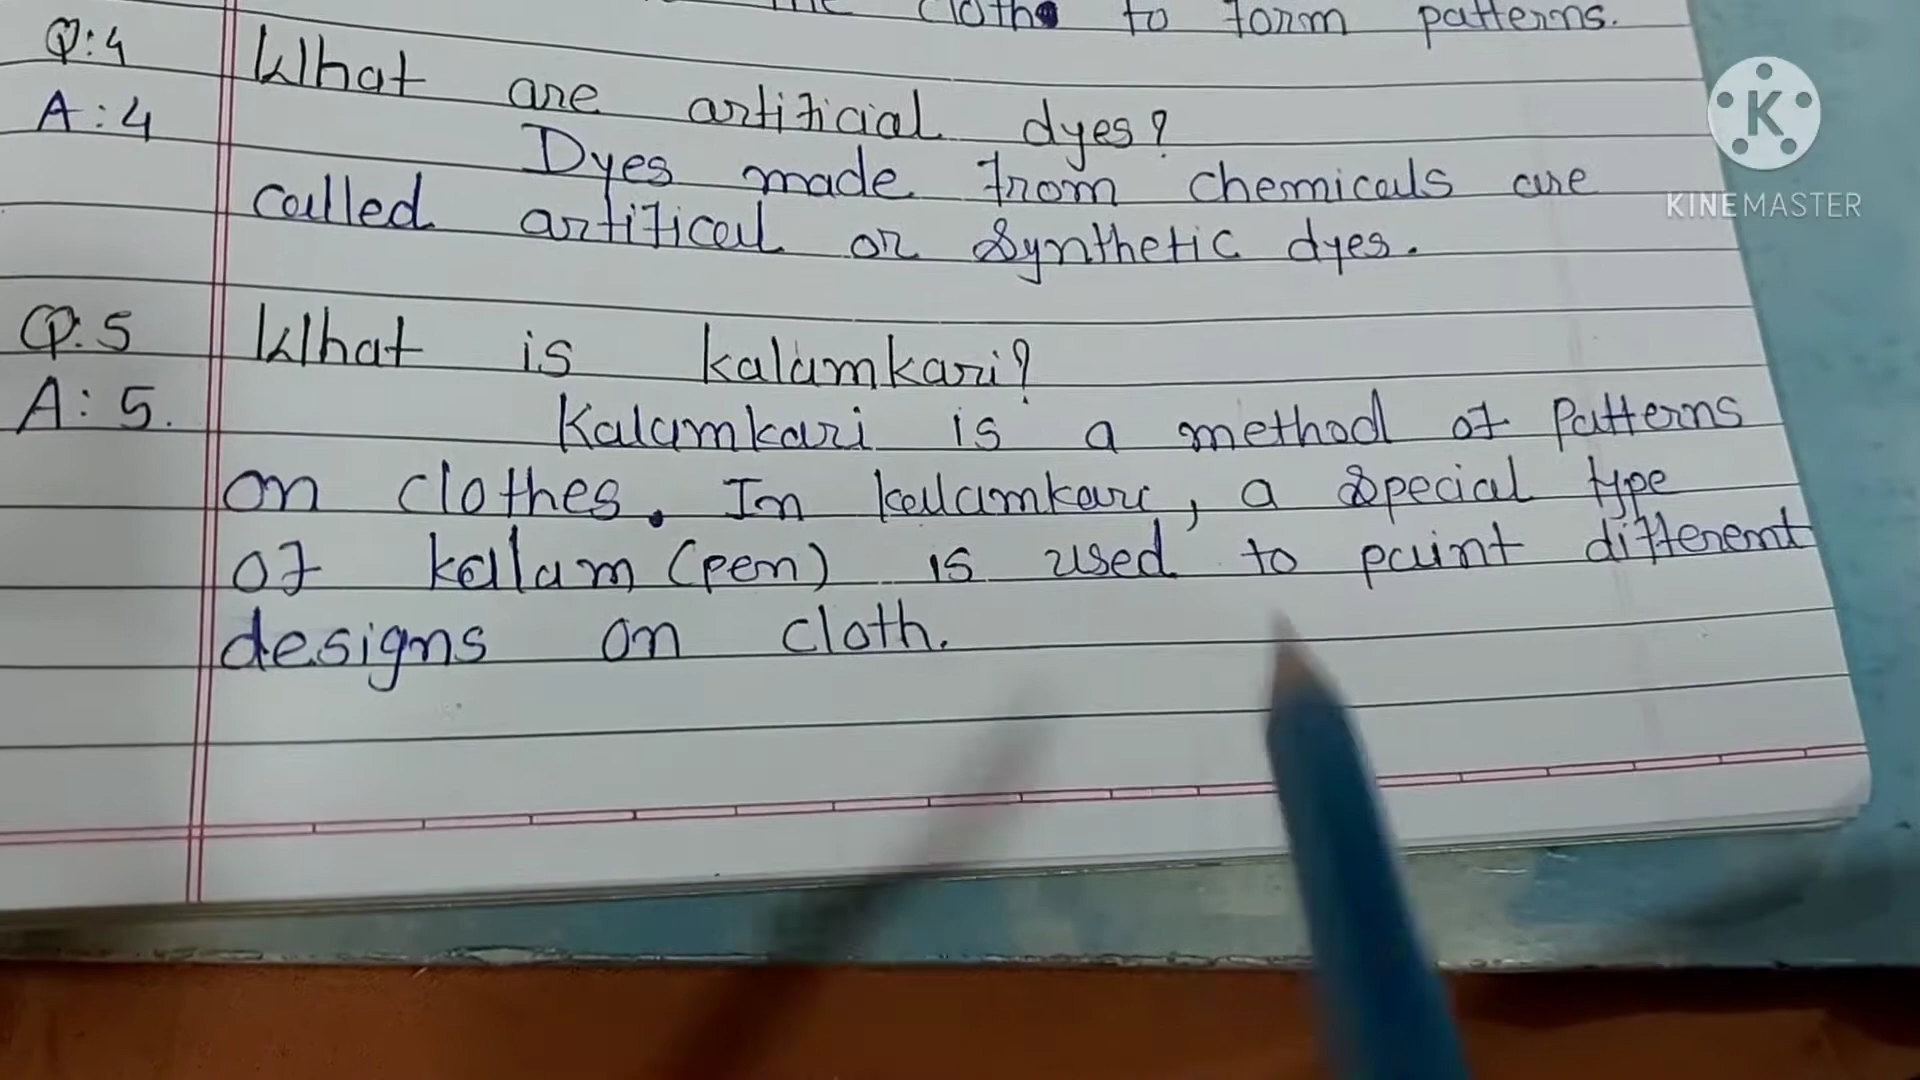 cloth to form patterns.
Q:4 What are artificial dyes?
A:4 Dyes made from chemicals are
called artifical or synthetic dyes.
Q.5 What is kalamkari?
A:5. Kalamkari is a method of Patterns
on clothes. In kalamkari, a special type
of kalam (pen) is used to paint different
designs on cloth.
K
KINEMASTER